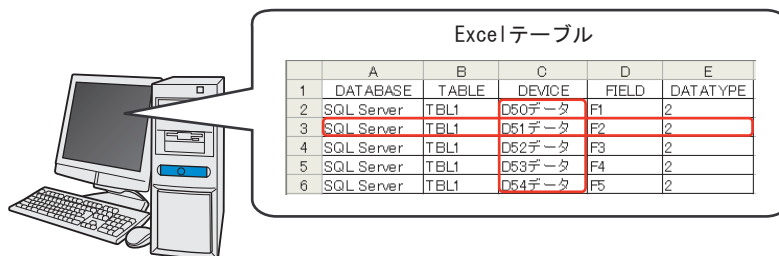 Excelテーブル
A B C D E
1 DATABASE TABLE DEVICE FIELD DATATYPE
2 SQL Server TBL1 D50データ F1 2
3 SQL Server TBL1 D51データ F2 2
4 SQL Server TBL1 D52データ F3 2
5 SQL Server TBL1 D53データ F4 2
6 SQL Server TBL1 D54データ F5 2